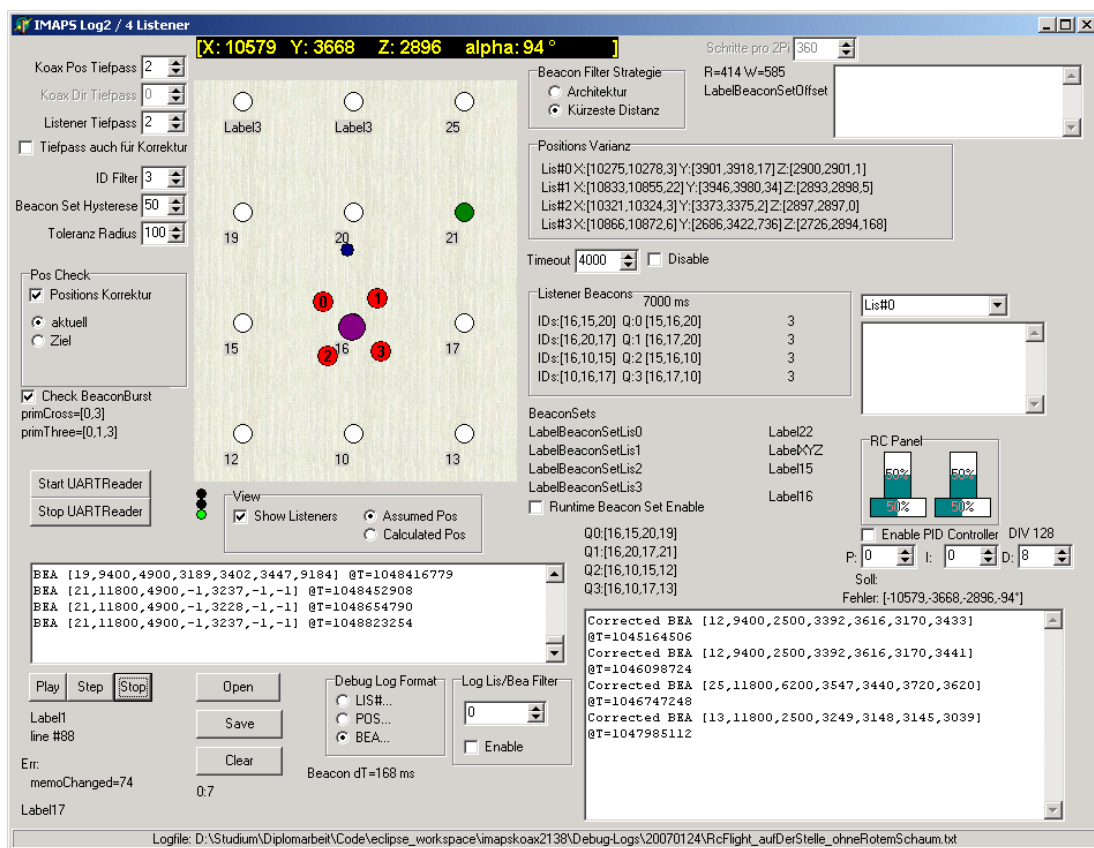 IMAPS Log2 / 4 Listener
[X: 10579 Y: 3668 Z: 2896 alpha: 94 ° ]
Schritte pro 2Pi 360
Koax Pos Tiefpass 2
Koax Dir Tiefpass 0
Listener Tiefpass 2
Tiefpass auch für Korrektur
ID Filter 3
Beacon Set Hysterese 50
Toleranz Radius 100
Pos Check
Positions Korrektur
aktuell
Ziel
Check BeaconBurst
primCross=[0,3]
primThree=[0,1,3]
Start UARTReader
Stop UARTReader
Label3
Label3
25
19
20
21
0
1
15
16
17
2
3
12
10
13
View
Show Listeners
Assumed Pos
Calculated Pos
Beacon Filter Strategie
Architektur
Kürzeste Distanz
R=414 W=585
LabelBeaconSetOffset
Positions Varianz
Lis#0 X:[10275,10278,3] Y:[3901,3918,17] Z:[2900,2901,1]
Lis#1 X:[10833,10855,22] Y:[3946,3980,34] Z:[2893,2898,5]
Lis#2 X:[10321,10324,3] Y:[3373,3375,2] Z:[2897,2897,0]
Lis#3 X:[10866,10872,6] Y:[2686,3422,736] Z:[2726,2894,168]
Timeout 4000 Disable
Listener Beacons 7000 ms
IDs:[16,15,20] Q:0 [15,16,20] 3
IDs:[16,20,17] Q:1 [16,17,20] 3
IDs:[16,10,15] Q:2 [15,16,10] 3
IDs:[10,16,17] Q:3 [16,17,10] 3
Lis#0
BeaconSets
LabelBeaconSetLis0 Label22
LabelBeaconSetLis1 LabelXYZ
LabelBeaconSetLis2 Label15
LabelBeaconSetLis3 Label16
Runtime Beacon Set Enable
Q0:[16,15,20,19]
Q1:[16,20,17,21]
Q2:[16,10,15,12]
Q3:[16,10,17,13]
RC Panel
50% 50%
50% 50%
Enable PID Controller DIV 128
P: 0 I: 0 D: 8
Soll:
Fehler: [-10579,-3668,-2896,-94°]
BEA [19,9400,4900,3189,3402,3447,9184] @T=1048416779
BEA [21,11800,4900,-1,3237,-1,-1] @T=1048452908
BEA [21,11800,4900,-1,3228,-1,-1] @T=1048654790
BEA [21,11800,4900,-1,3237,-1,-1] @T=1048823254
Corrected BEA [12,9400,2500,3392,3616,3170,3433]
@T=1045164506
Corrected BEA [12,9400,2500,3392,3616,3170,3441]
@T=1046098724
Corrected BEA [25,11800,6200,3547,3440,3720,3620]
@T=1046747248
Corrected BEA [13,11800,2500,3249,3148,3145,3039]
@T=1047985112
Play Step Stop
Label1
line #88
Err:
memoChanged=74
Label17
Open
Save
Clear
0:7
Debug Log Format
LIS#...
POS...
BEA...
Beacon dT=168 ms
Log Lis/Bea Filter
0
Enable
Logfile: D:\Studium\Diplomarbeit\Code\eclipse_workspace\imapskoax2138\Debug-Logs\20070124\RcFlight_aufDerStelle_ohneRotemSchaum.txt